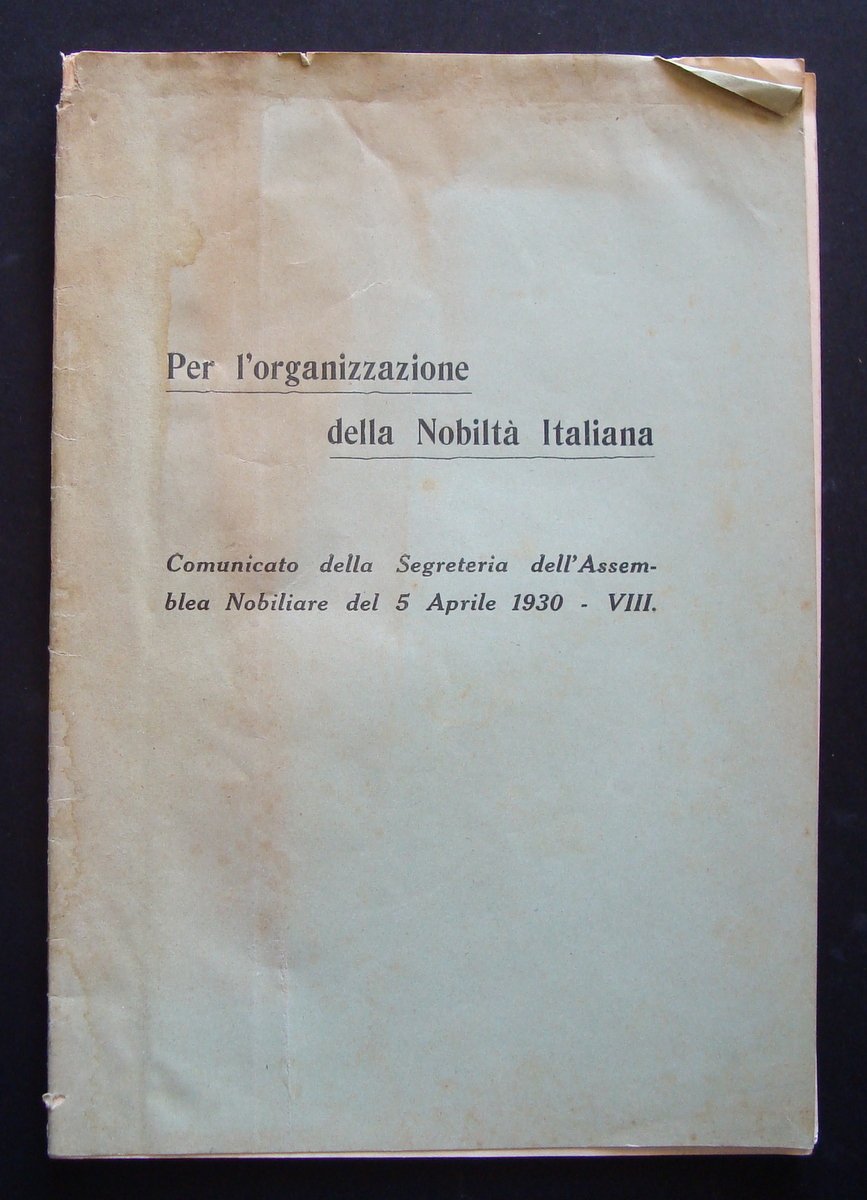 Per l'organizzazione
della Nobiltà Italiana
Comunicato della Segreteria dell'Assem-
blea Nobiliare del 5 Aprile 1930 - VIII.